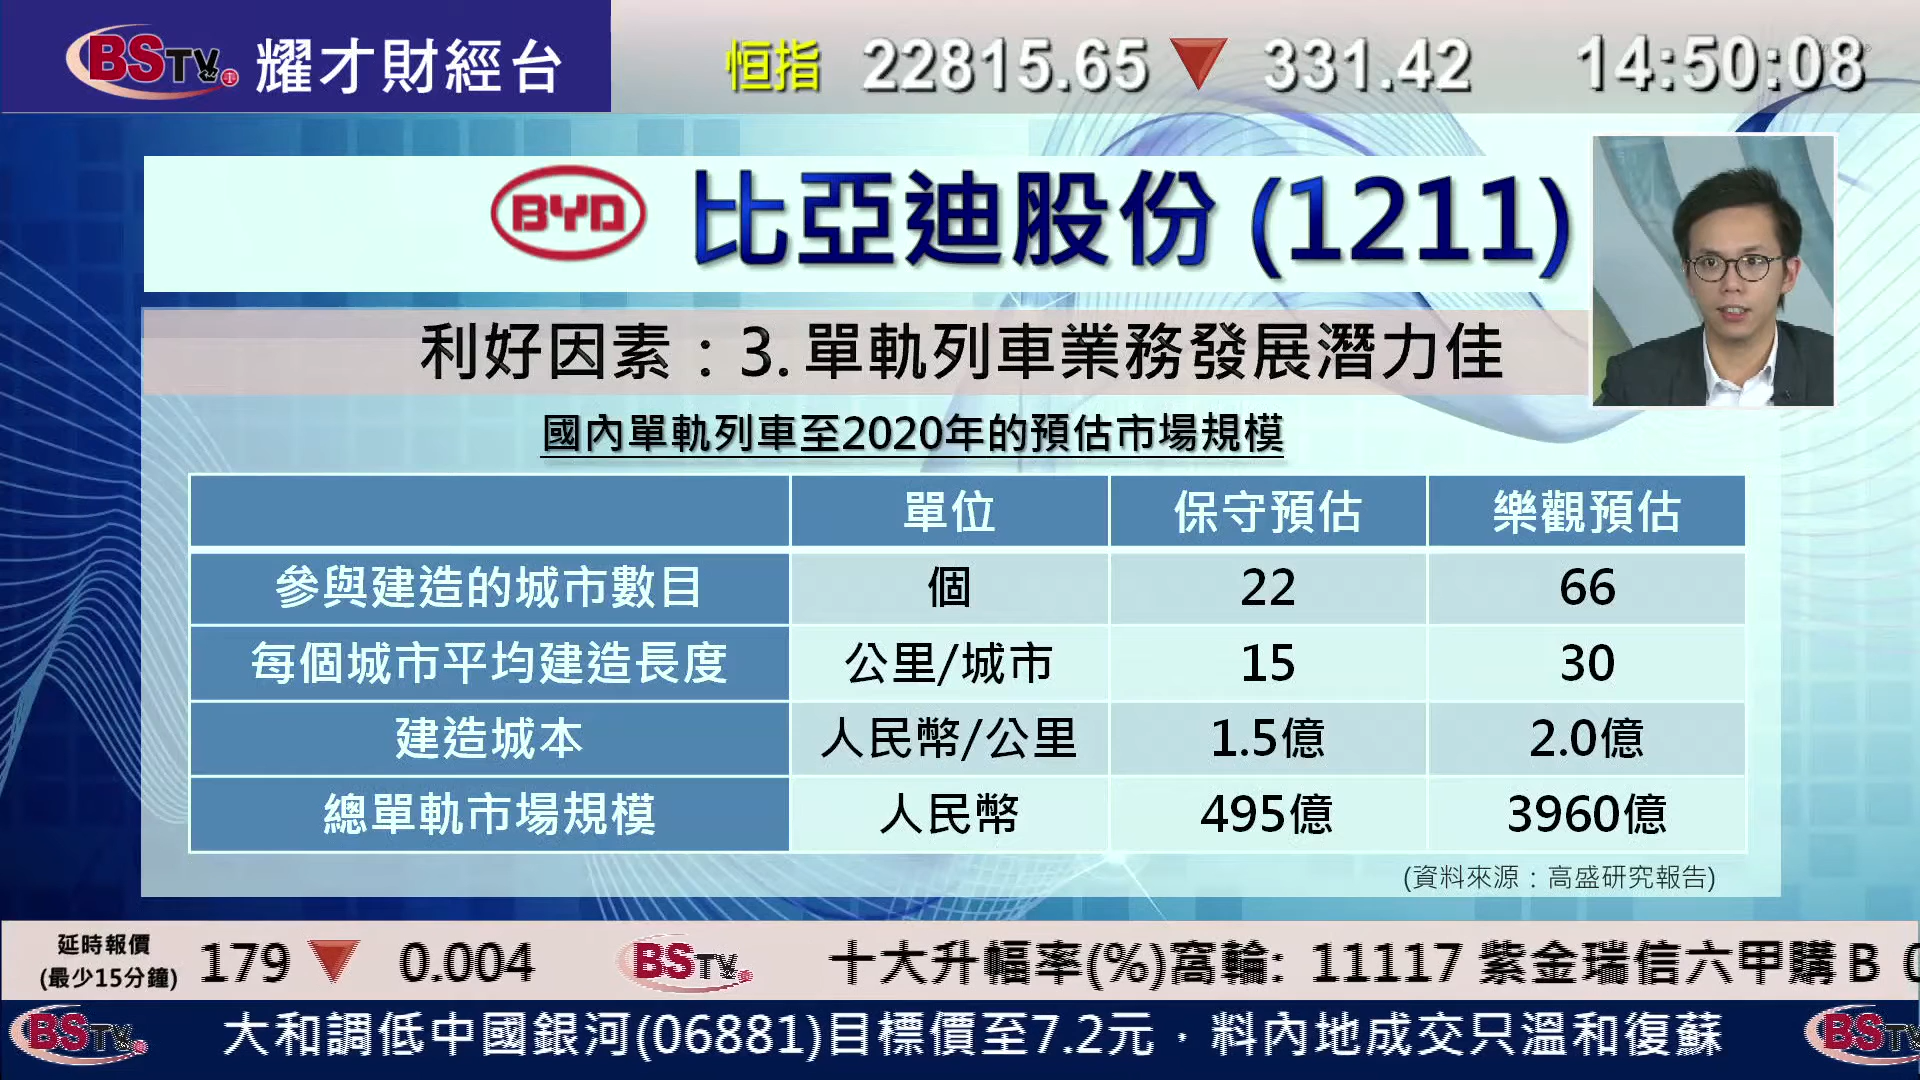 BSTV 耀才財經台
恒指 22815.65 ▼ 331.42 14:50:08
BYD 比亞迪股份 (1211)
利好因素：3. 單軌列車業務發展潛力佳
國內單軌列車至2020年的預估市場規模
單位 保守預估 樂觀預估
參與建造的城市數目 個 22 66
每個城市平均建造長度 公里/城市 15 30
建造城本 人民幣/公里 1.5億 2.0億
總單軌市場規模 人民幣 495億 3960億
(資料來源：高盛研究報告)
延時報價
(最少15分鐘)
179 ▼ 0.004 BSTV 十大升幅率(%)窩輪: 11117 紫金瑞信六甲購B 0
BSTV 大和調低中國銀河(06881)目標價至7.2元，料內地成交只溫和復蘇 BSTV